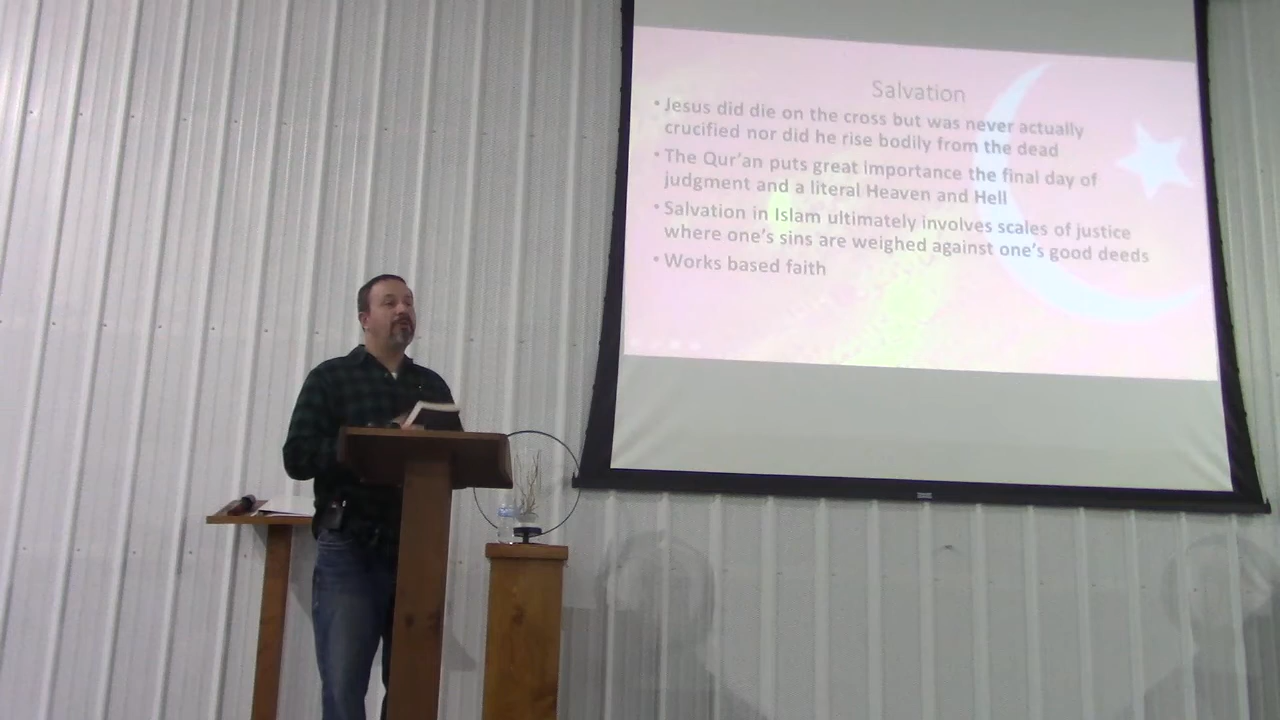 Salvation
• Jesus did die on the cross but was never actually
crucified nor did he rise bodily from the dead
• The Qur'an puts great importance the final day of
judgment and a literal Heaven and Hell
• Salvation in Islam ultimately involves scales of justice
where one's sins are weighed against one's good deeds
• Works based faith